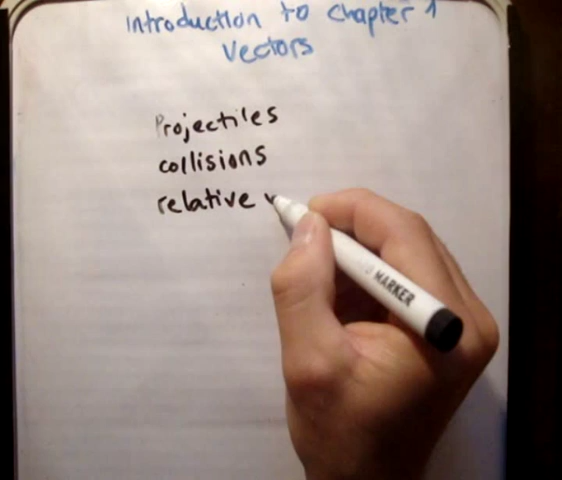 introduction to chapter 1
Vectors
Projectiles
collisions
relative v
MARKER